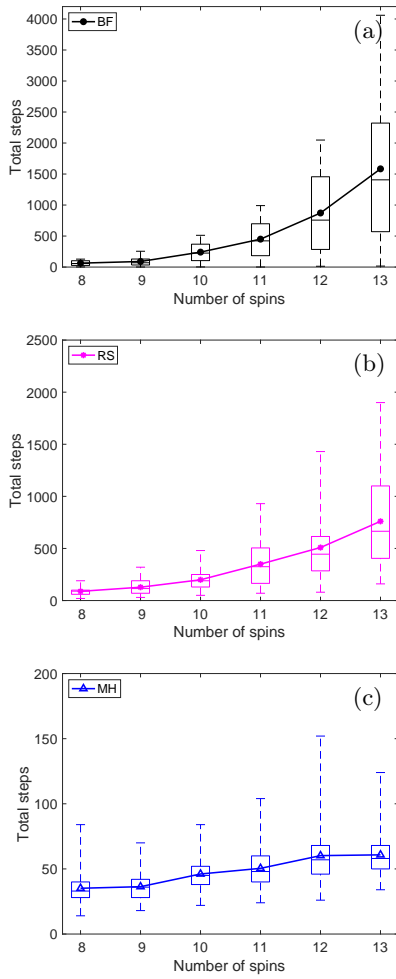 BF
(a)
4000
3500
3000
2500
2000
1500
1000
500
0
Total steps
8 9 10 11 12 13
Number of spins
RS
(b)
2500
2000
1500
1000
500
0
Total steps
8 9 10 11 12 13
Number of spins
MH
(c)
200
150
100
50
0
Total steps
8 9 10 11 12 13
Number of spins